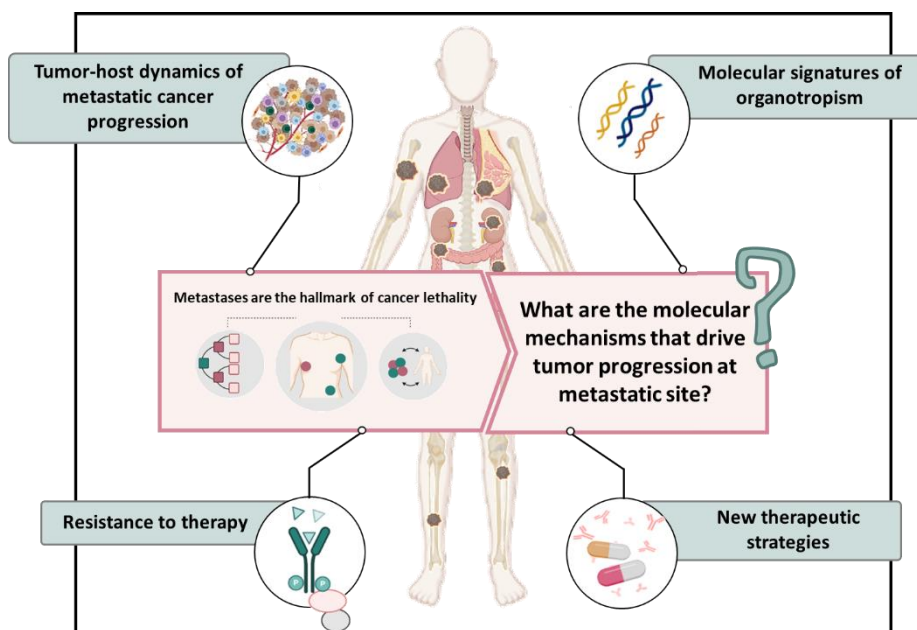 Tumor-host dynamics of
metastatic cancer
progression
Molecular signatures of
organotropism
Metastases are the hallmark of cancer lethality
What are the molecular
mechanisms that drive
tumor progression at
metastatic site?
?
Resistance to therapy
P
P
New therapeutic
strategies